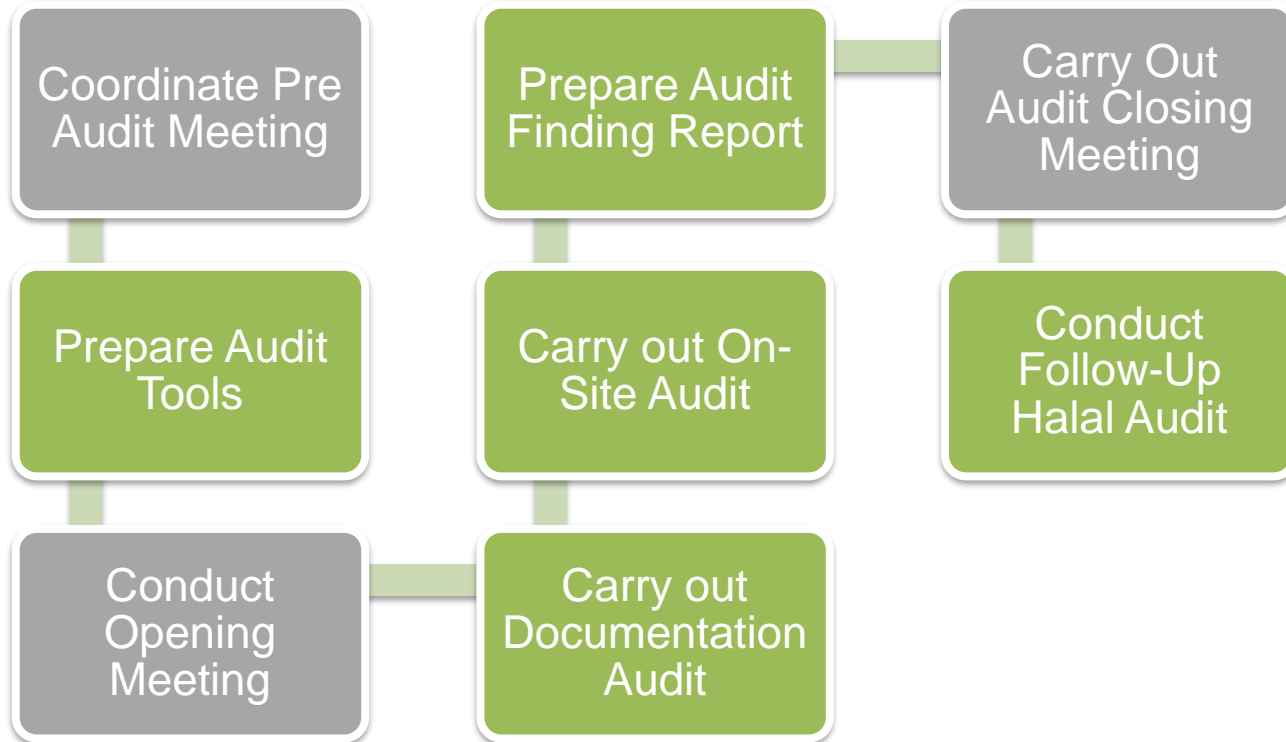 Coordinate Pre
Audit Meeting
Prepare Audit
Tools
Conduct
Opening
Meeting
Carry out
Documentation
Audit
Carry out On-
Site Audit
Prepare Audit
Finding Report
Carry Out
Audit Closing
Meeting
Conduct
Follow-Up
Halal Audit